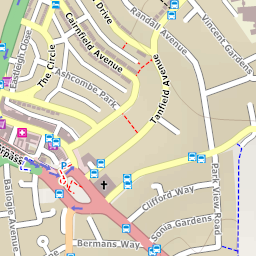 Drive
Randall Avenue
Vincent Gardens
Cairnfield Avenue
Eastleigh Close
The Circle
Ashcombe Park
Tanfield Avenue
P
Ballogie Avenue
Clifford Way
Park View Road
Sonia Gardens
Bermans Way